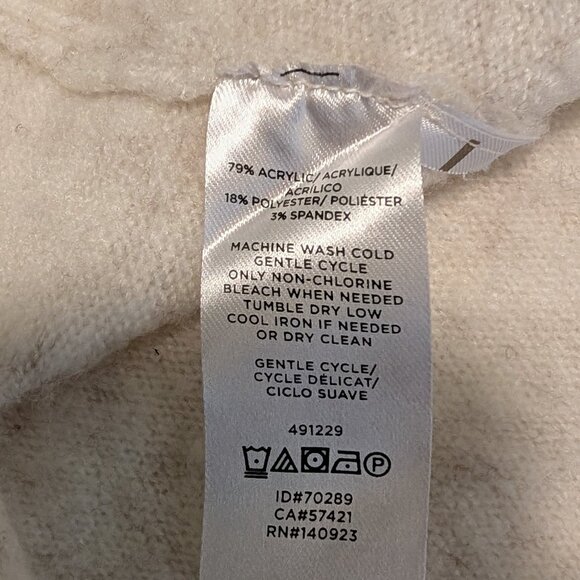 79% ACRYLIC/ ACRYLIQUE/
ACRÍLICO
18% POLYESTER/ POLIÉSTER
3% SPANDEX
MACHINE WASH COLD
GENTLE CYCLE
ONLY NON-CHLORINE
BLEACH WHEN NEEDED
TUMBLE DRY LOW
COOL IRON IF NEEDED
OR DRY CLEAN
GENTLE CYCLE/
CYCLE DÉLICAT/
CICLO SUAVE
491229
P
ID#70289
CA#57421
RN#140923